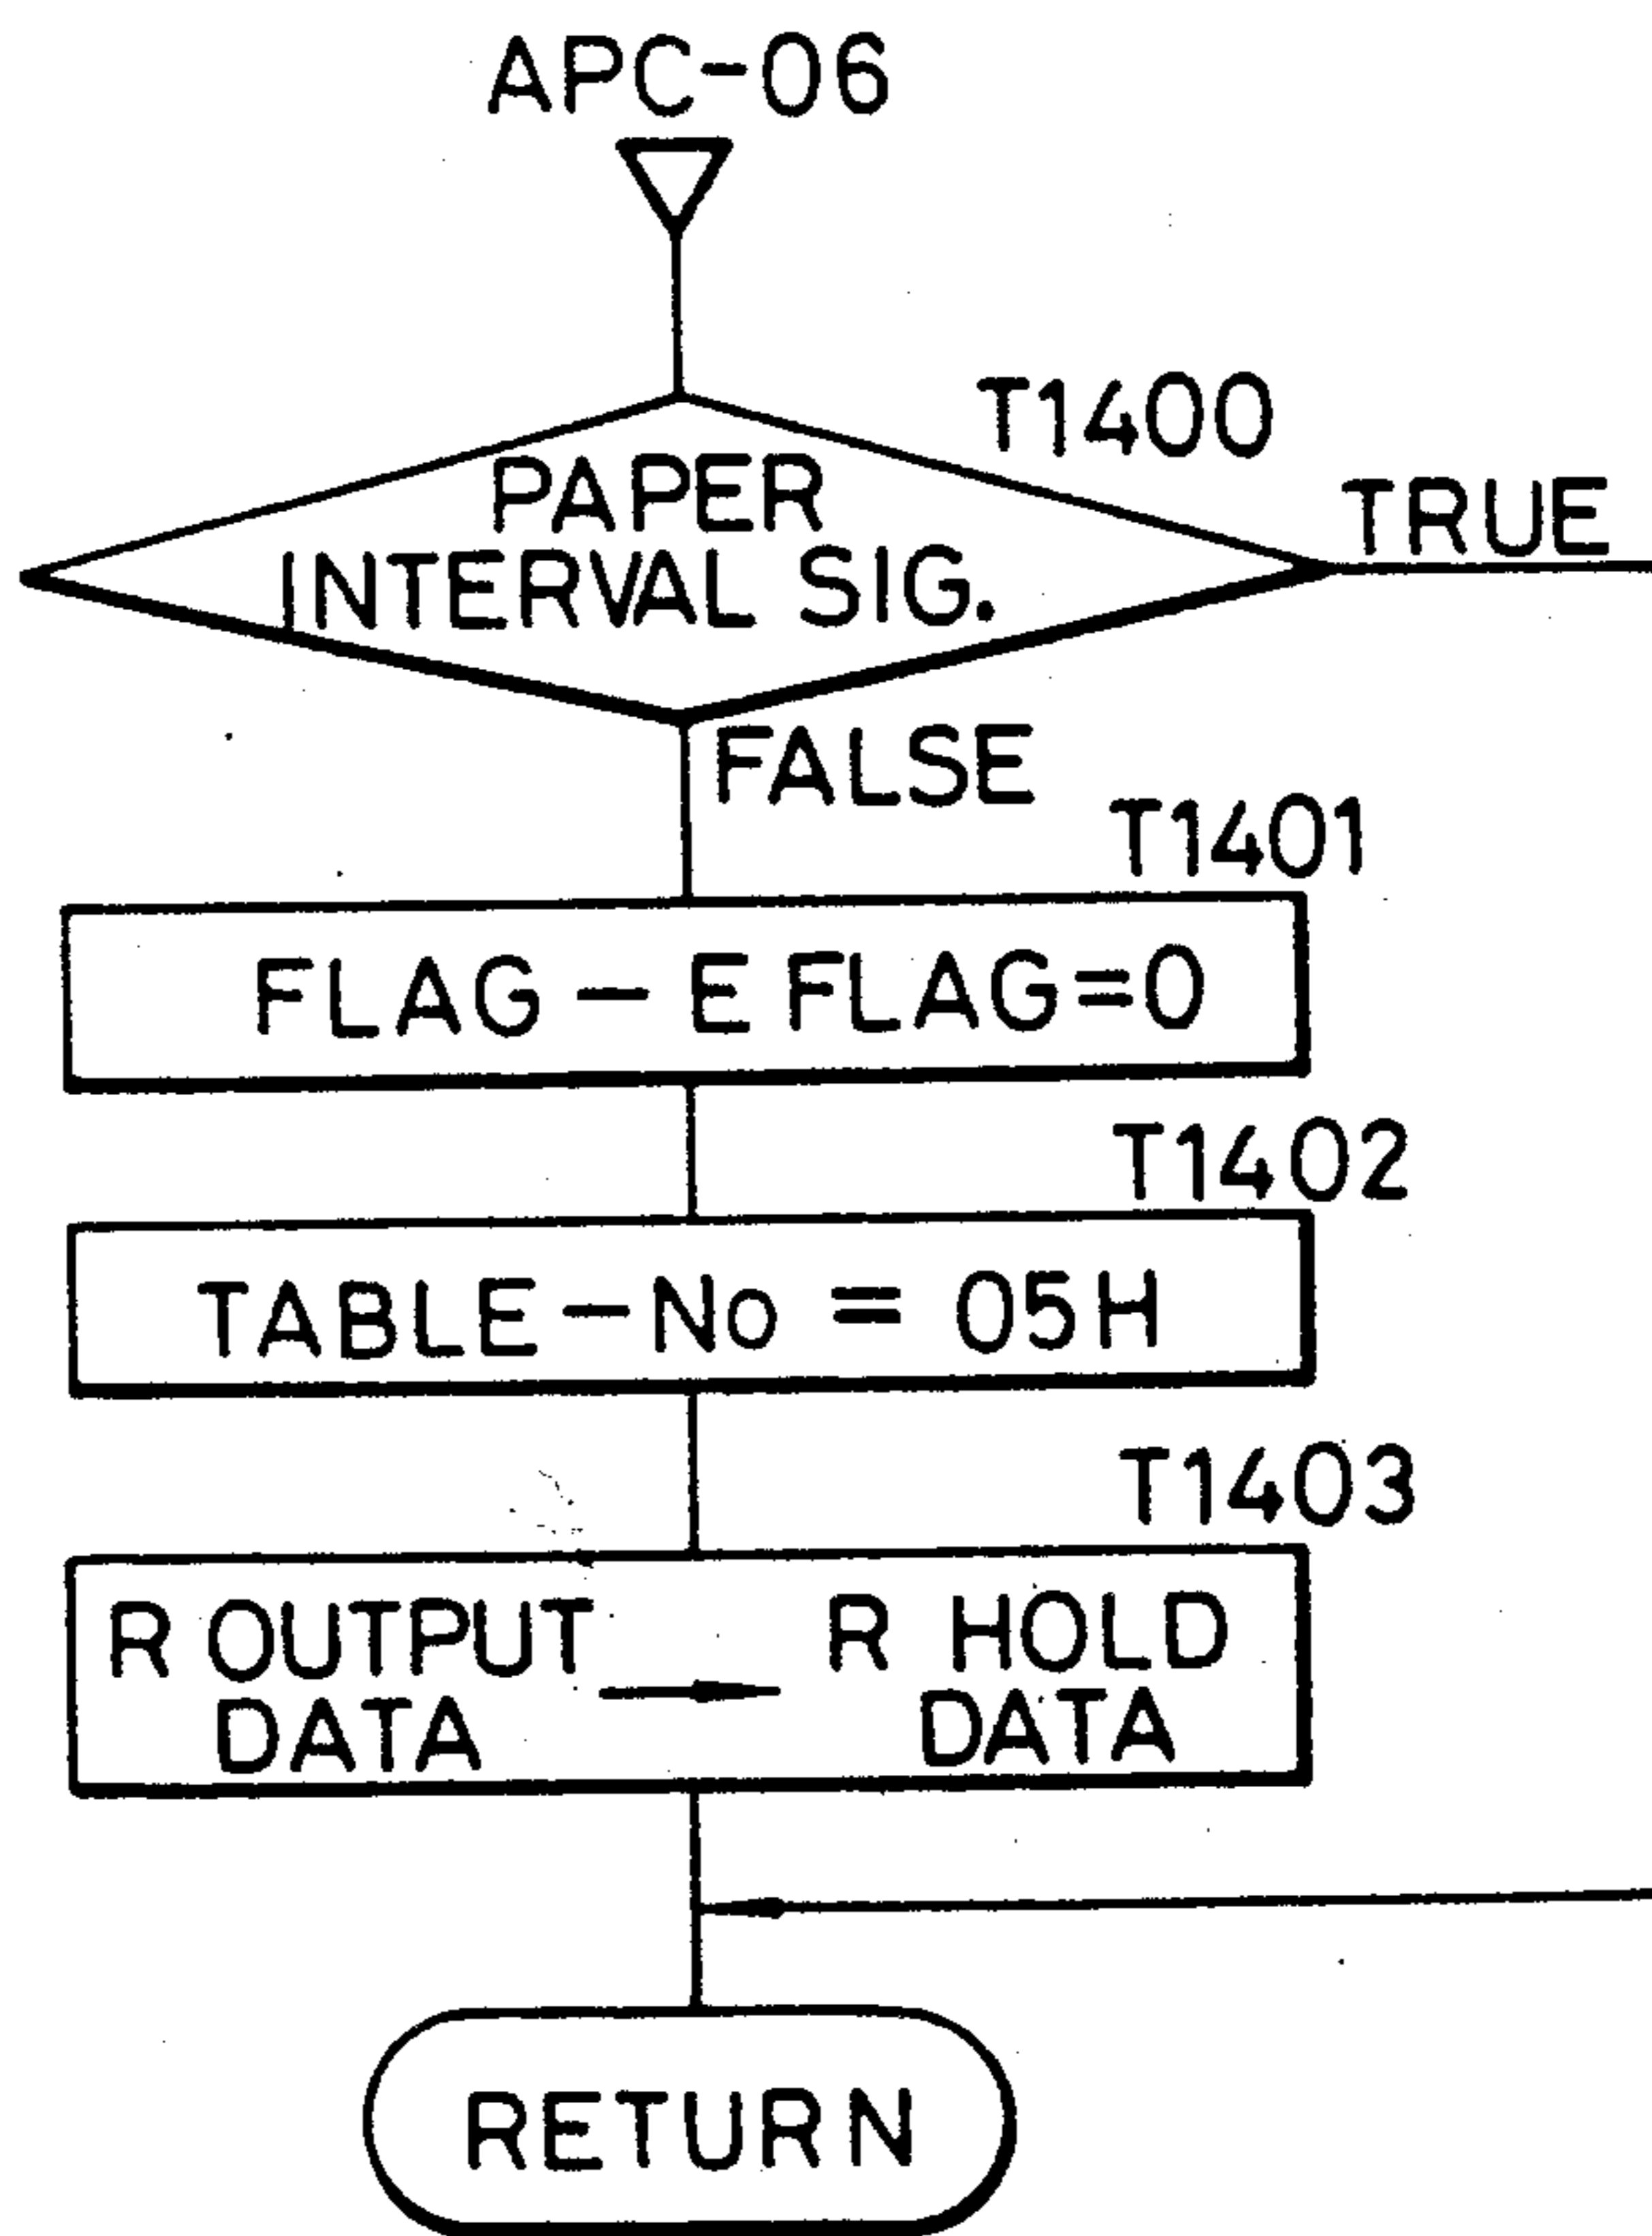 APC-06
T1400
PAPER
INTERVAL SIG.
TRUE
FALSE
T1401
FLAG-E FLAG=0
T1402
TABLE-No = 05H
T1403
R OUTPUT
DATA
R HOLD
DATA
RETURN